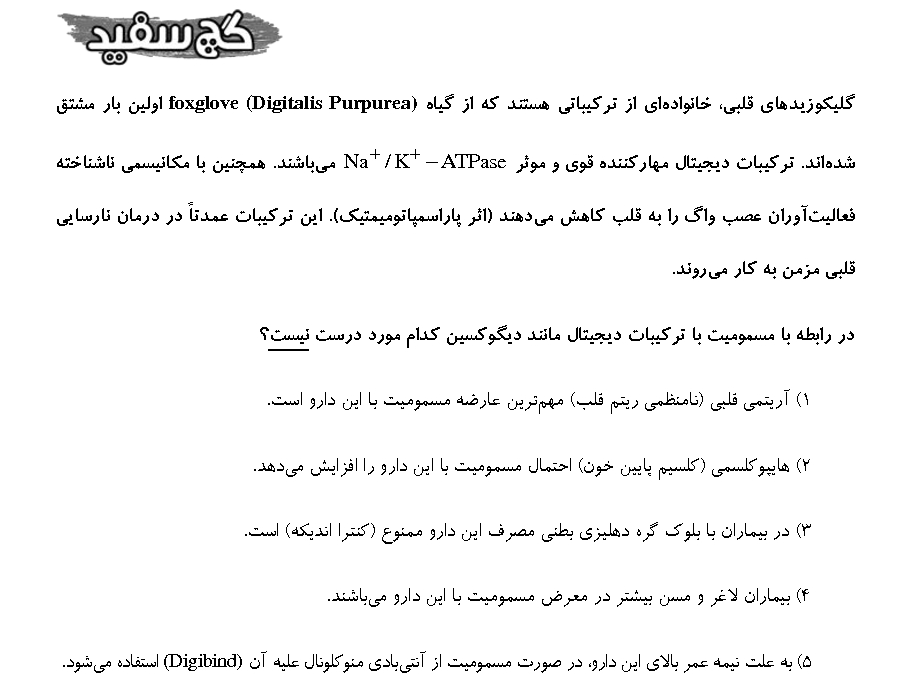 گچ سفید
گلیکوزیدهای قلبی، خانواده‌ای از ترکیباتی هستند که از گیاه foxglove (Digitalis Purpurea) اولین بار مشتق
شده‌اند. ترکیبات دیجیتال مهارکننده قوی و موثر Na⁺/K⁺−ATPase می‌باشند. همچنین با مکانیسمی ناشناخته
فعالیت‌آوران عصب واگ را به قلب کاهش می‌دهند (اثر پاراسمپاتومیمتیک). این ترکیبات عمدتاً در درمان نارسایی
قلبی مزمن به کار می‌روند.
در رابطه با مسمومیت با ترکیبات دیجیتال مانند دیگوکسین کدام مورد درست نیست؟
۱) آریتمی قلبی (نامنظمی ریتم قلب) مهم‌ترین عارضه مسمومیت با این دارو است.
۲) هایپوکلسمی (کلسیم پایین خون) احتمال مسمومیت با این دارو را افزایش می‌دهد.
۳) در بیماران با بلوک گره دهلیزی بطنی مصرف این دارو ممنوع (کنترا اندیکه) است.
۴) بیماران لاغر و مسن بیشتر در معرض مسمومیت با این دارو می‌باشند.
۵) به علت نیمه عمر بالای این دارو، در صورت مسمومیت از آنتی‌بادی منوکلونال علیه آن (Digibind) استفاده می‌شود.